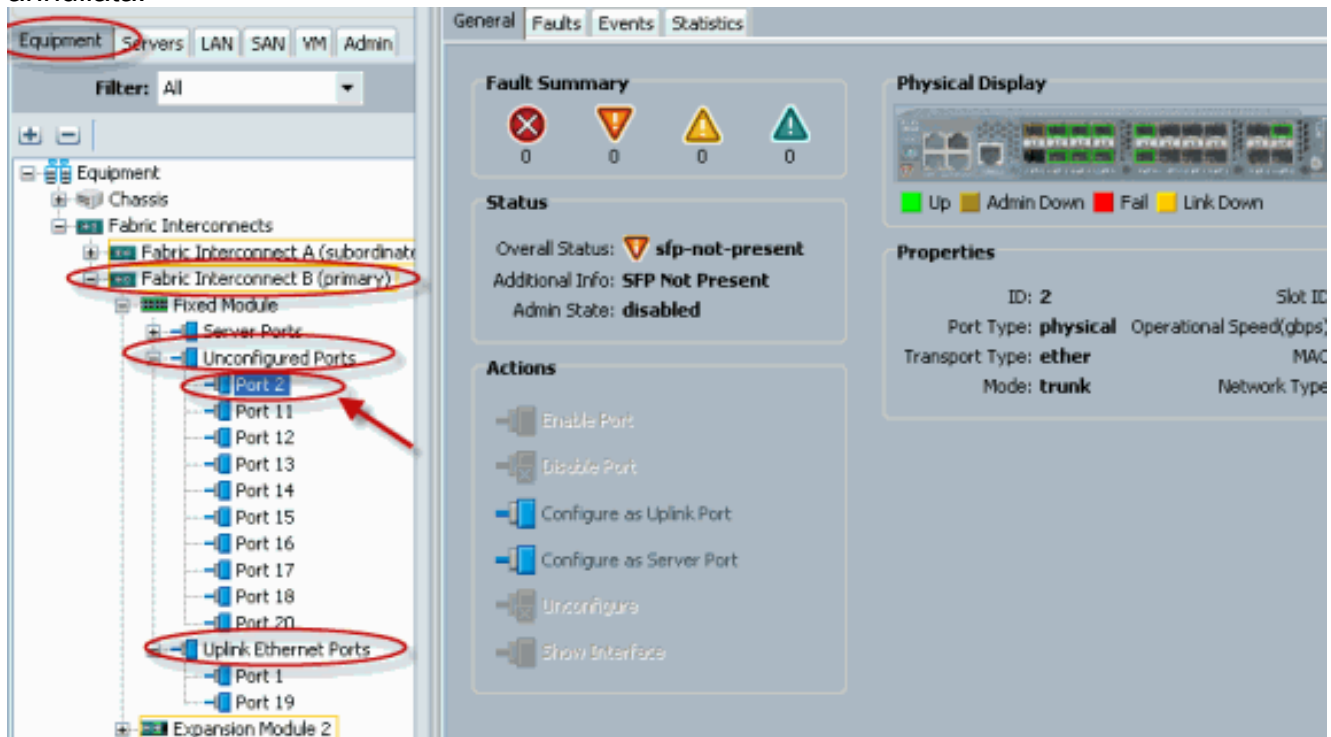 Equipment Servers LAN SAN VM Admin
Filter: All
Equipment
Chassis
Fabric Interconnects
Fabric Interconnect A (subordinate
Fabric Interconnect B (primary)
Fixed Module
Server Ports
Unconfigured Ports
Port 2
Port 11
Port 12
Port 13
Port 14
Port 15
Port 16
Port 17
Port 18
Port 20
Uplink Ethernet Ports
Port 1
Port 19
Expansion Module 2
General Faults Events Statistics
Fault Summary
0 0 0 0
Status
Overall Status: sfp-not-present
Additional Info: SFP Not Present
Admin State: disabled
Actions
Enable Port
Disable Port
Configure as Uplink Port
Configure as Server Port
Unconfigure
Show Interface
Physical Display
Up Admin Down Fail Link Down
Properties
ID: 2 Slot ID
Port Type: physical Operational Speed(gbps)
Transport Type: ether MAC
Mode: trunk Network Type